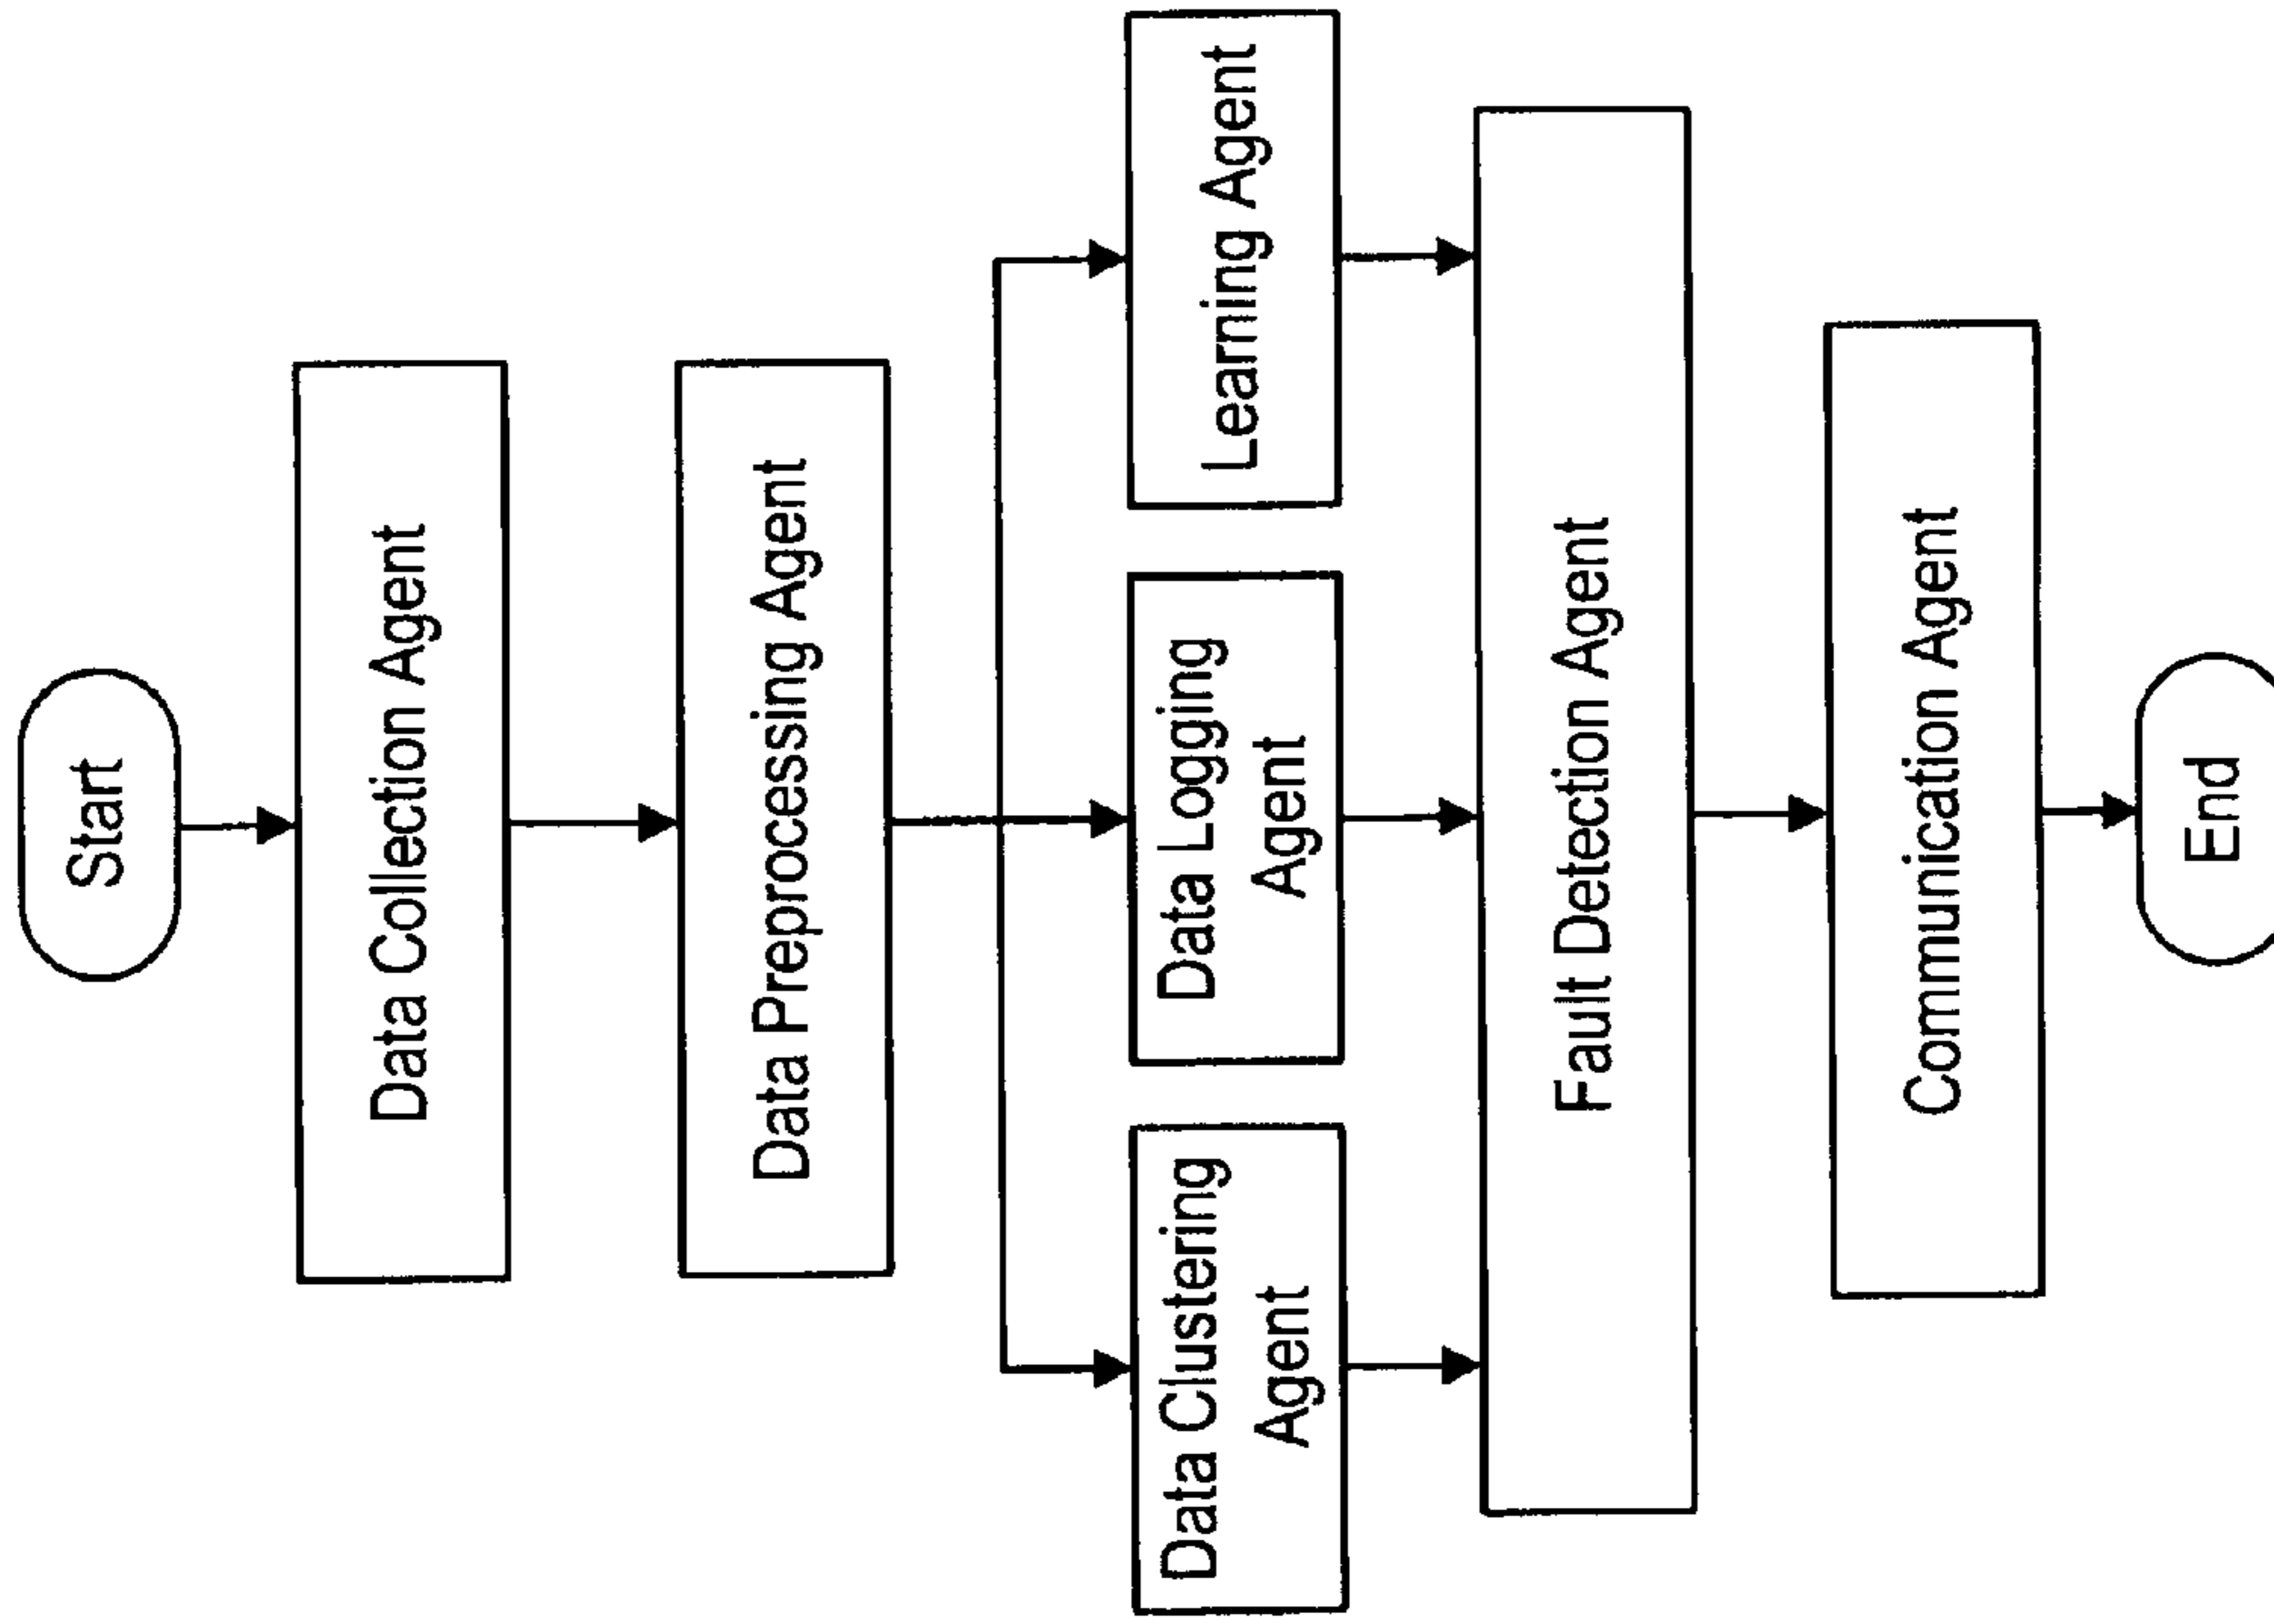 Start
Data Collection Agent
Data Preprocessing Agent
Data Clustering
Agent
Data Logging
Agent
Learning Agent
Fault Detection Agent
Communication Agent
End